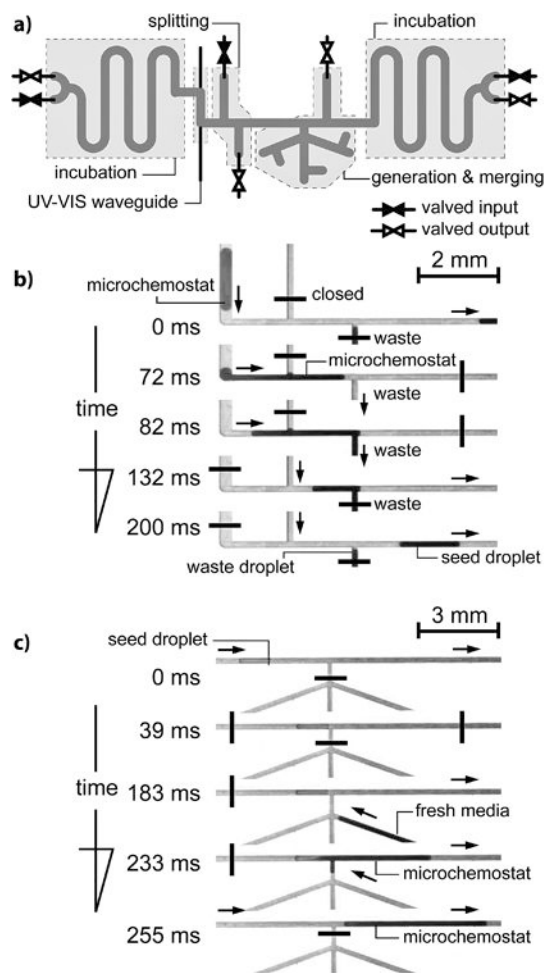 a)
splitting
incubation
incubation
UV-VIS waveguide
generation & merging
valved input
valved output
b)
2 mm
microchemostat
closed
0 ms
waste
72 ms
microchemostat
waste
time
82 ms
waste
132 ms
waste
200 ms
waste droplet
seed droplet
c)
3 mm
seed droplet
0 ms
39 ms
time
183 ms
fresh media
233 ms
microchemostat
255 ms
microchemostat